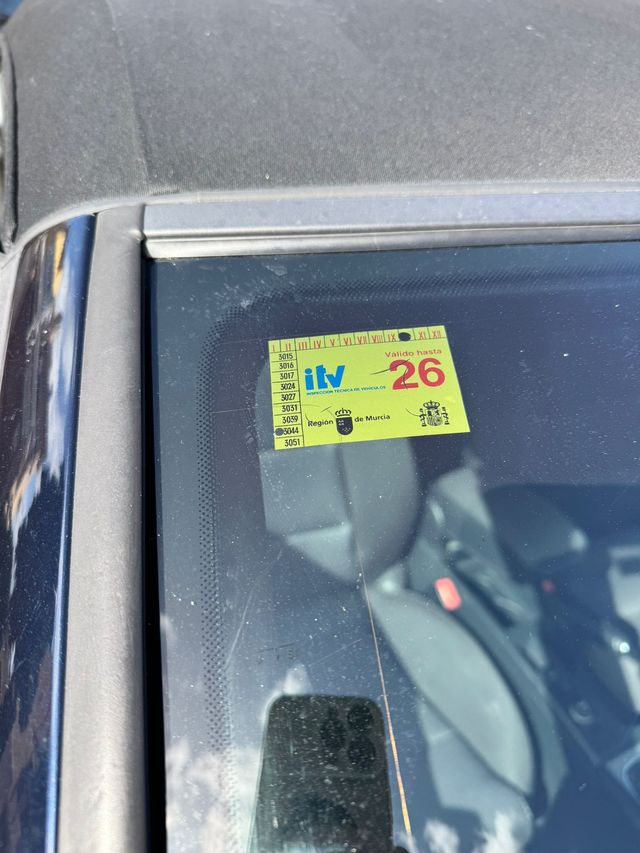 I II III IV V VI VII VIII IX XI XII
3015
3016
3017
3024
3027
3031
3039
3044
3051
itv
INSPECCIÓN TÉCNICA DE VEHÍCULOS
Válido hasta
26
Región de Murcia